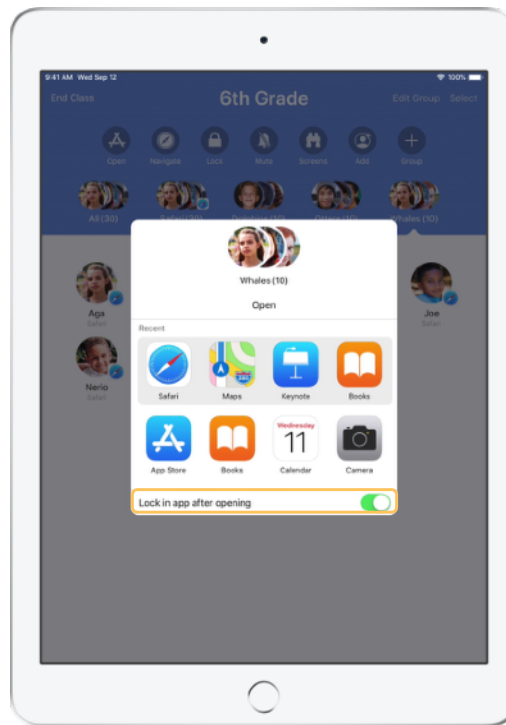 9:41 AM Wed Sep 12
100%
End Class
6th Grade
Edit Group Select
Open Navigate Lock Mute Screens Add Group
All (30)
Whales (10)
Whales (10)
Open
Recent
Safari Maps Keynote Books
Wednesday
11
App Store Books Calendar Camera
Lock in app after opening
Aga
Safari
Joe
Safari
Nerio
Safari